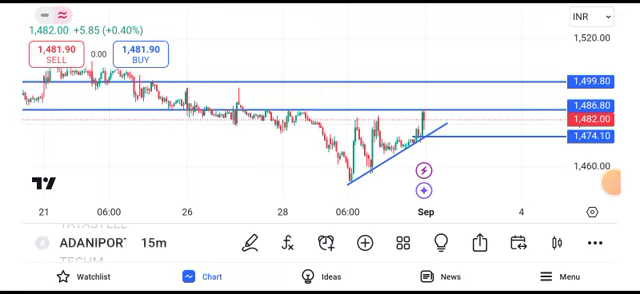 INR
1,482.00 +5.85 (+0.40%)
1,520.00
1,481.90
SELL
0.00
1,481.90
BUY
1,499.80
1,486.80
1,482.00
1,474.10
1,460.00
21
06:00
26
28
06:00
Sep
4
A ADANIPORT 15m
Watchlist
Chart
Ideas
News
Menu